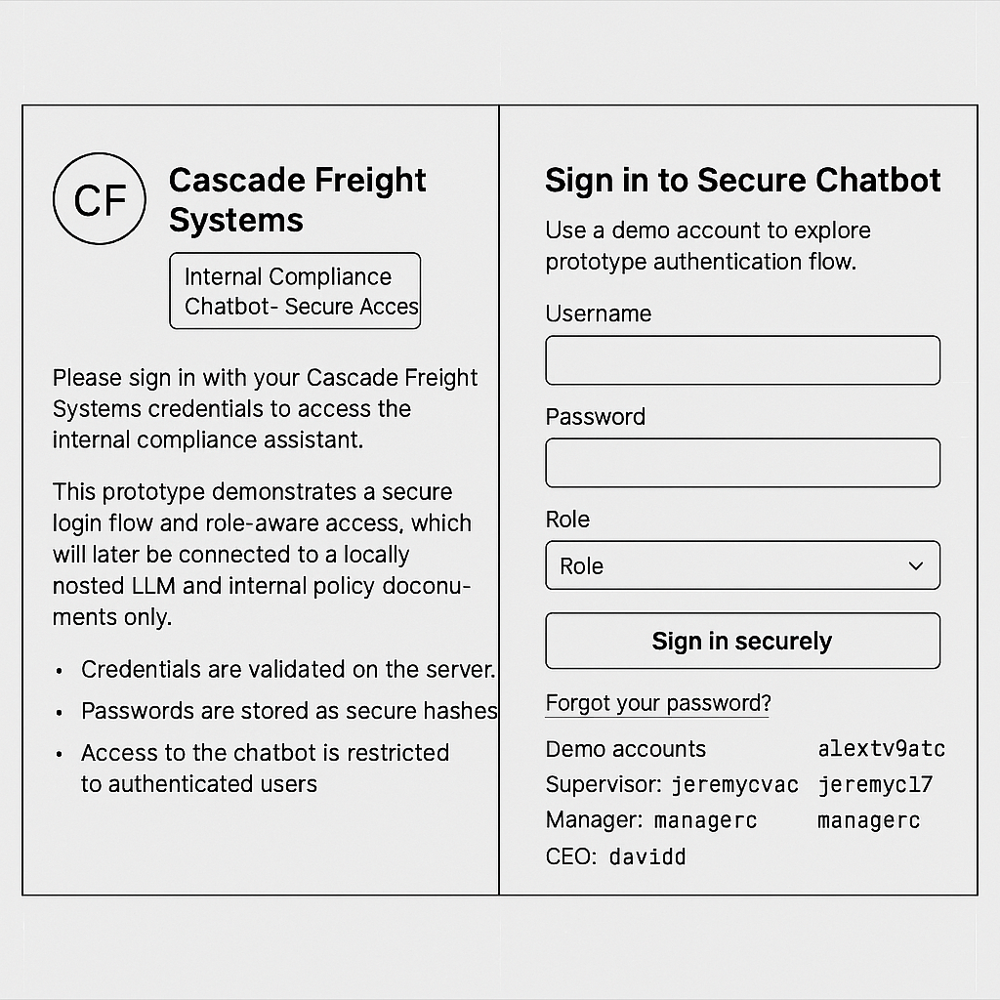 CF
Cascade Freight
Systems
Internal Compliance
Chatbot- Secure Acces
Please sign in with your Cascade Freight
Systems credentials to access the
internal compliance assistant.
This prototype demonstrates a secure
login flow and role-aware access, which
will later be connected to a locally
nosted LLM and internal policy doconu-
ments only.
• Credentials are validated on the server.
• Passwords are stored as secure hashes
• Access to the chatbot is restricted
to authenticated users
Sign in to Secure Chatbot
Use a demo account to explore
prototype authentication flow.
Username
Password
Role
Role
Sign in securely
Forgot your password?
Demo accounts alextv9atc
Supervisor: jeremycvac jeremycl7
Manager: managerc managerc
CEO: davidd